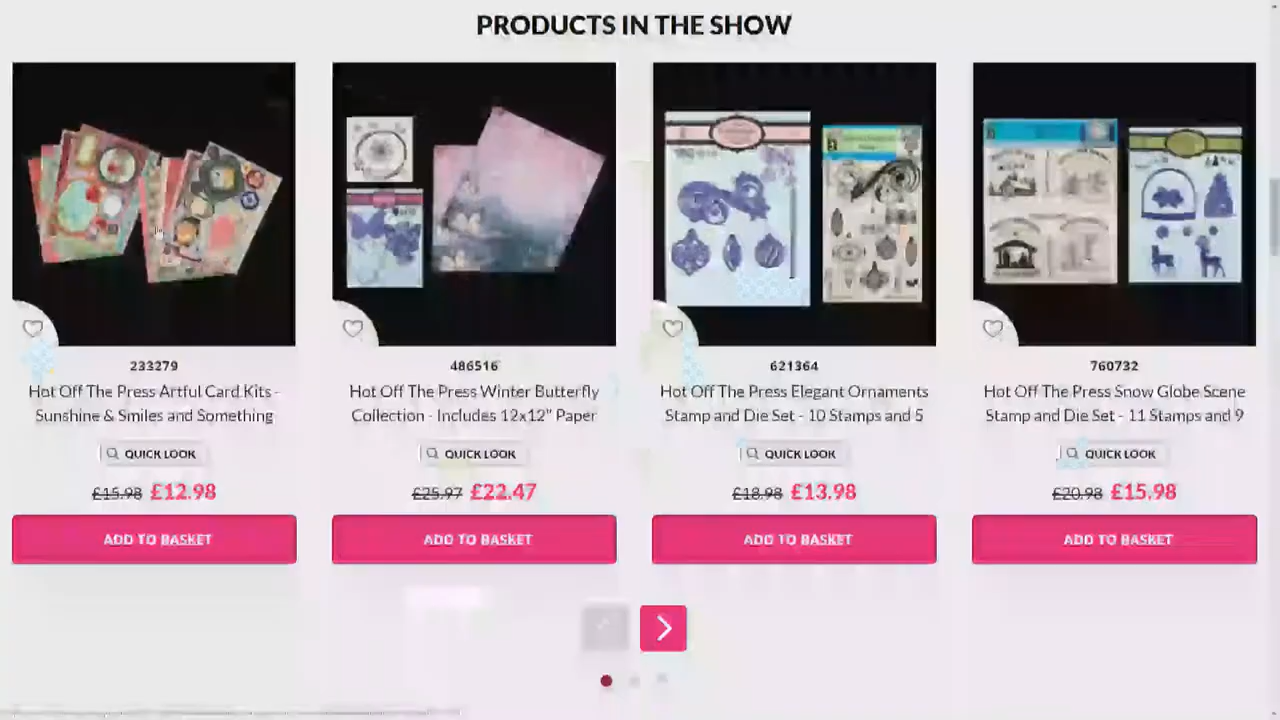 PRODUCTS IN THE SHOW
233279
Hot Off The Press Artful Card Kits -
Sunshine & Smiles and Something
QUICK LOOK
£15.98 £12.98
ADD TO BASKET
486516
Hot Off The Press Winter Butterfly
Collection - Includes 12x12" Paper
QUICK LOOK
£25.97 £22.47
ADD TO BASKET
621364
Hot Off The Press Elegant Ornaments
Stamp and Die Set - 10 Stamps and 5
QUICK LOOK
£18.98 £13.98
ADD TO BASKET
760732
Hot Off The Press Snow Globe Scene
Stamp and Die Set - 11 Stamps and 9
QUICK LOOK
£20.98 £15.98
ADD TO BASKET